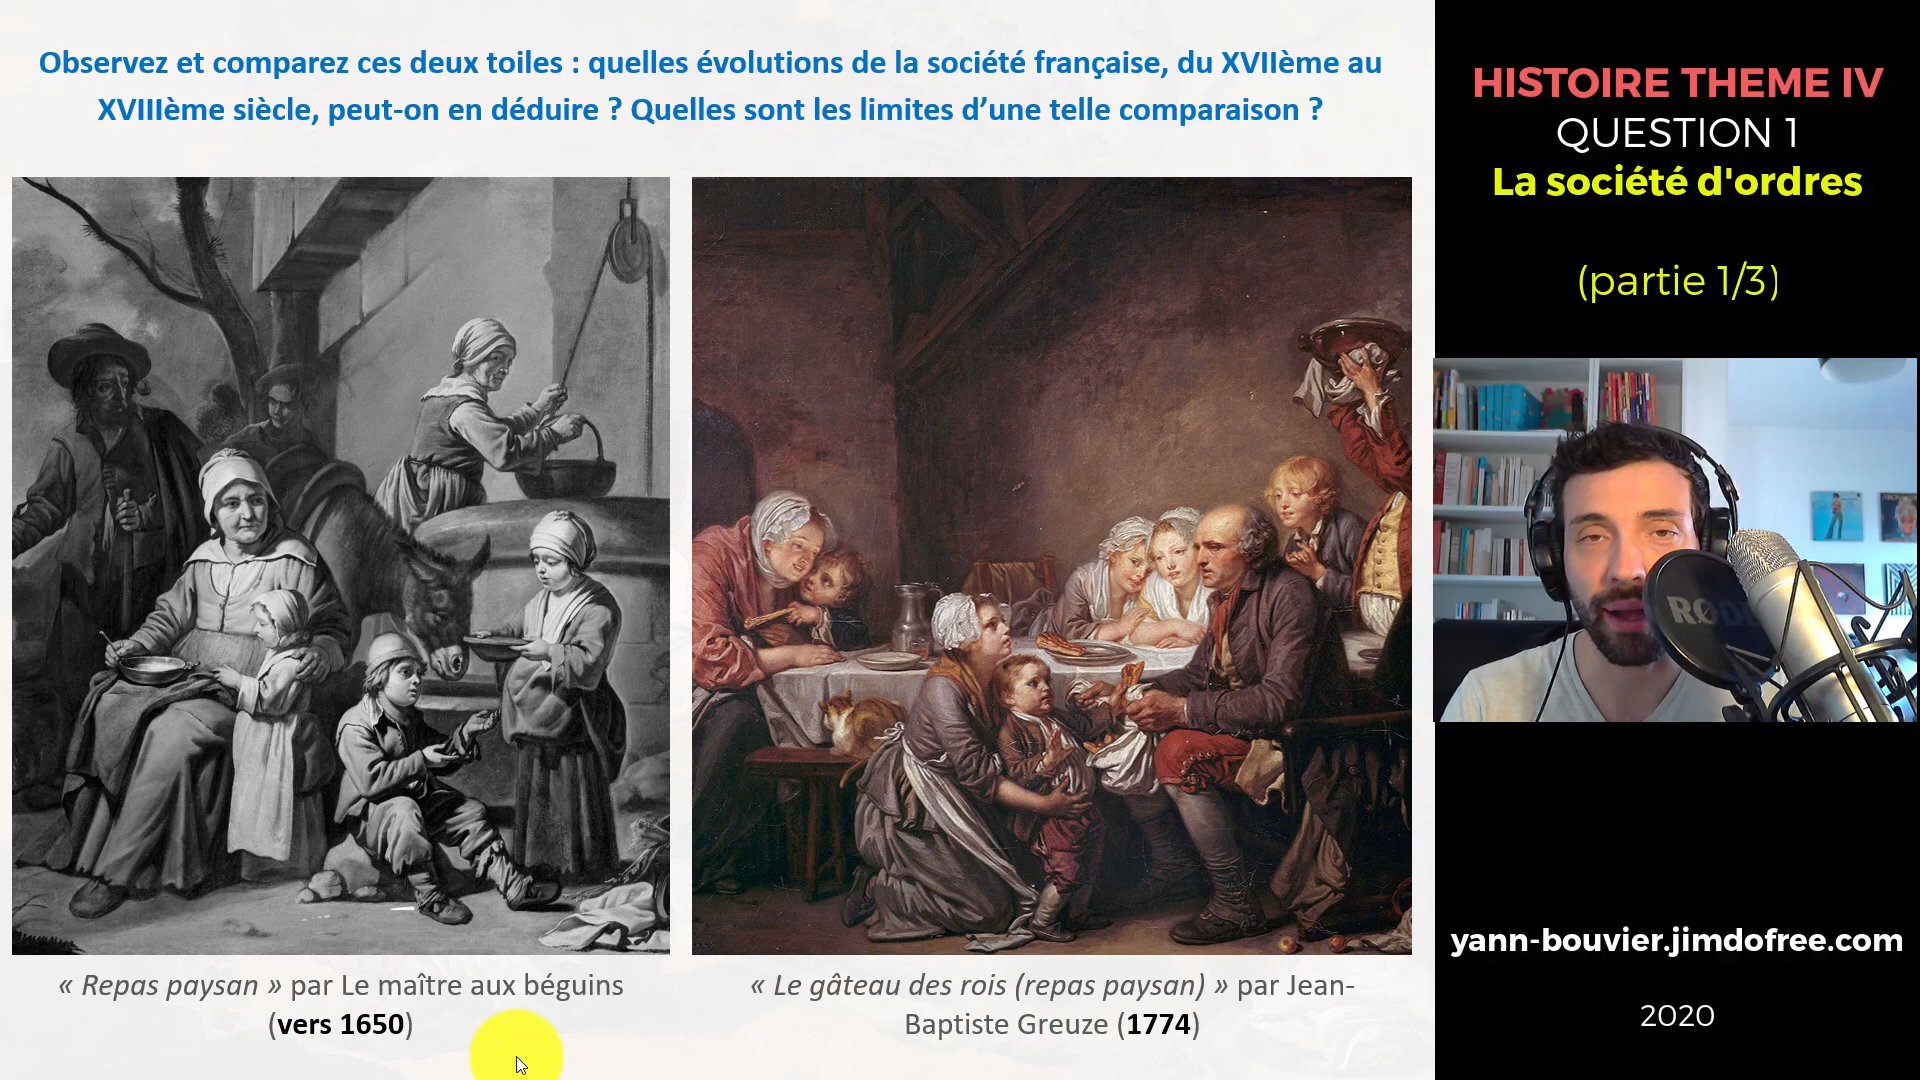 Observez et comparez ces deux toiles : quelles évolutions de la société française, du XVIIème au
XVIIIème siècle, peut-on en déduire ? Quelles sont les limites d’une telle comparaison ?
« Repas paysan » par Le maître aux béguins
(vers 1650)
« Le gâteau des rois (repas paysan) » par Jean-
Baptiste Greuze (1774)
HISTOIRE THEME IV
QUESTION 1
La société d'ordres
(partie 1/3)
RØDE
yann-bouvier.jimdofree.com
2020